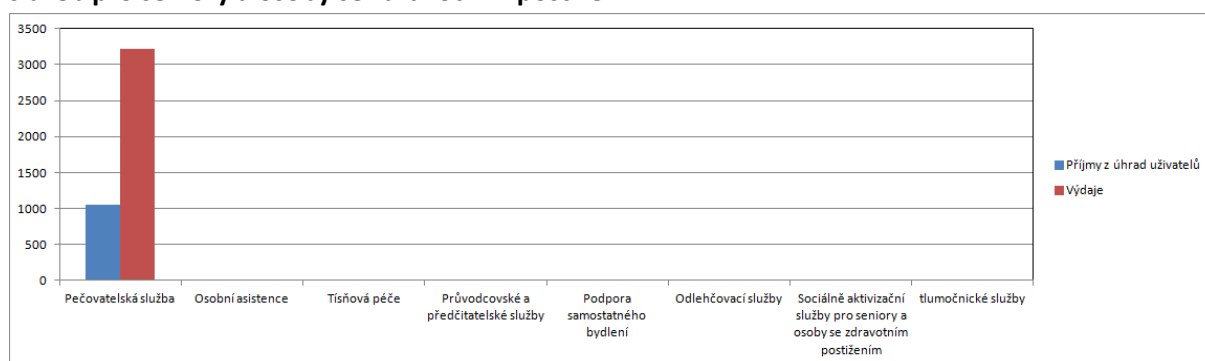 3500
3000
2500
2000
1500
1000
500
0
Pečovatelská služba
Osobní asistence
Tísňová péče
Průvodcovské a
předčitatelské služby
Podpora
samostatného
bydlení
Odlehčovací služby
Sociálně aktivizační
služby pro seniory a
osoby se zdravotním
postižením
tlumočnické služby
Příjmy z úhrad uživatelů
Výdaje